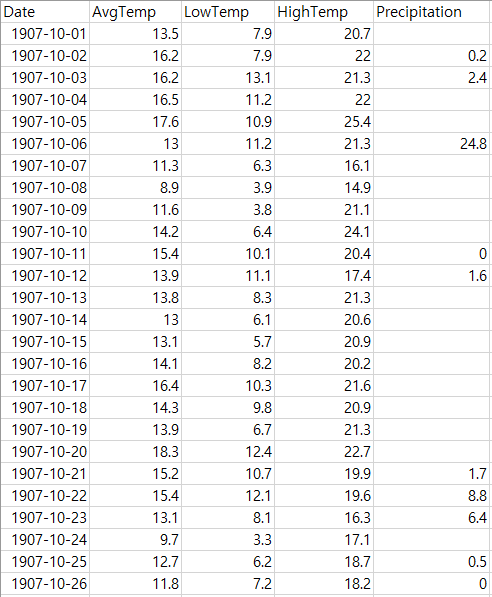 Date AvgTemp LowTemp HighTemp Precipitation
1907-10-01 13.5 7.9 20.7
1907-10-02 16.2 7.9 22 0.2
1907-10-03 16.2 13.1 21.3 2.4
1907-10-04 16.5 11.2 22
1907-10-05 17.6 10.9 25.4
1907-10-06 13 11.2 21.3 24.8
1907-10-07 11.3 6.3 16.1
1907-10-08 8.9 3.9 14.9
1907-10-09 11.6 3.8 21.1
1907-10-10 14.2 6.4 24.1
1907-10-11 15.4 10.1 20.4 0
1907-10-12 13.9 11.1 17.4 1.6
1907-10-13 13.8 8.3 21.3
1907-10-14 13 6.1 20.6
1907-10-15 13.1 5.7 20.9
1907-10-16 14.1 8.2 20.2
1907-10-17 16.4 10.3 21.6
1907-10-18 14.3 9.8 20.9
1907-10-19 13.9 6.7 21.3
1907-10-20 18.3 12.4 22.7
1907-10-21 15.2 10.7 19.9 1.7
1907-10-22 15.4 12.1 19.6 8.8
1907-10-23 13.1 8.1 16.3 6.4
1907-10-24 9.7 3.3 17.1
1907-10-25 12.7 6.2 18.7 0.5
1907-10-26 11.8 7.2 18.2 0